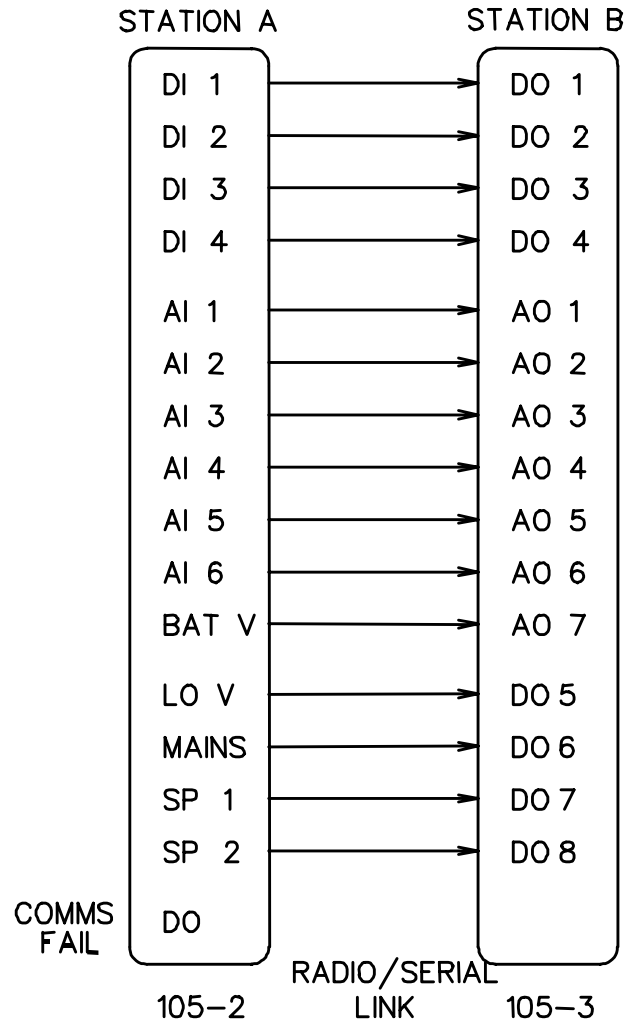 STATION A STATION B
DI 1 DO 1
DI 2 DO 2
DI 3 DO 3
DI 4 DO 4
AI 1 AO 1
AI 2 AO 2
AI 3 AO 3
AI 4 AO 4
AI 5 AO 5
AI 6 AO 6
BAT V AO 7
LO V DO 5
MAINS DO 6
SP 1 DO 7
SP 2 DO 8
COMMS
FAIL
DO
RADIO/SERIAL
LINK
105-2
105-3